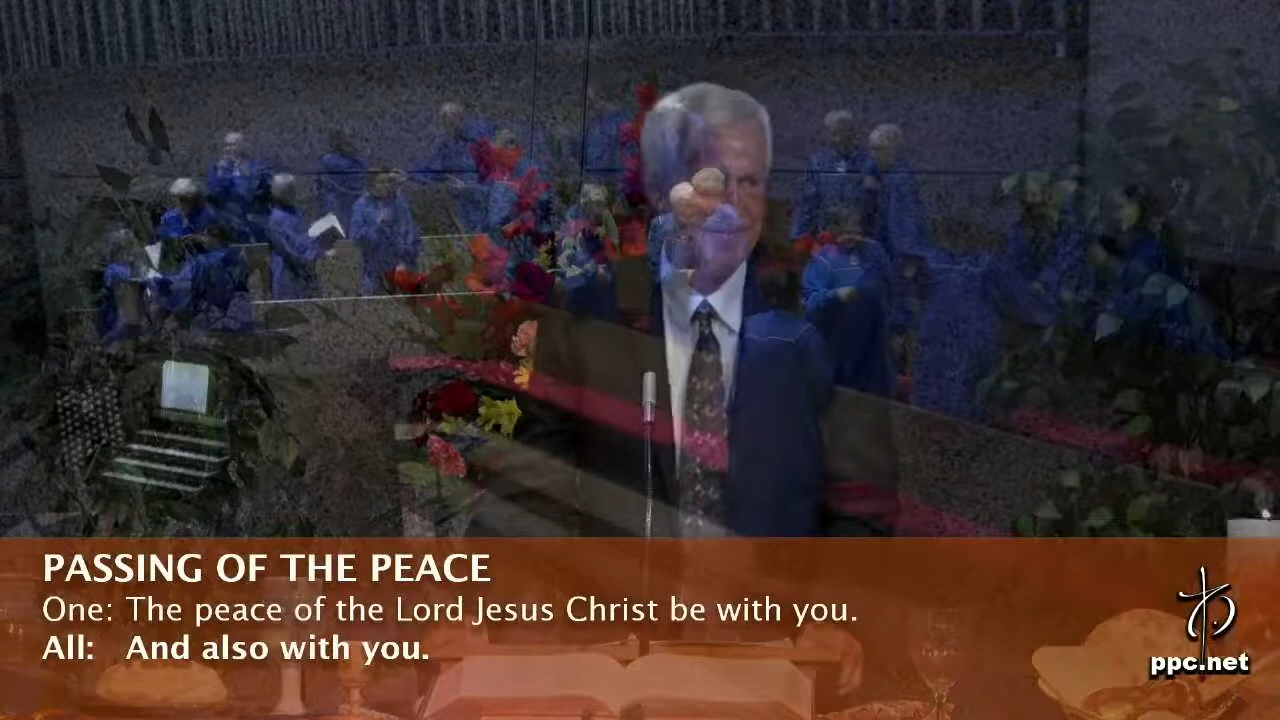 PASSING OF THE PEACE
One: The peace of the Lord Jesus Christ be with you.
All: And also with you.
ppc.net